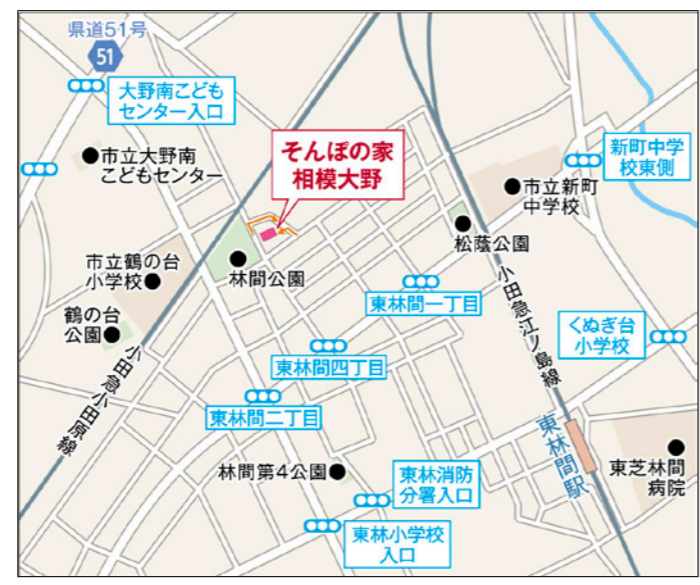 県道51号
51
大野南こども
センター入口
市立大野南
こどもセンター
そんぽの家
相模大野
新町中学
校東側
市立新町
中学校
松蔭公園
市立鶴の台
小学校
林間公園
東林間一丁目
小田急江ノ島線
くぬぎ台
小学校
鶴の台
公園
小田急小田原線
東林間四丁目
東林間二丁目
東林間駅
林間第4公園
東林消防
分署入口
東芝林間
病院
東林小学校
入口